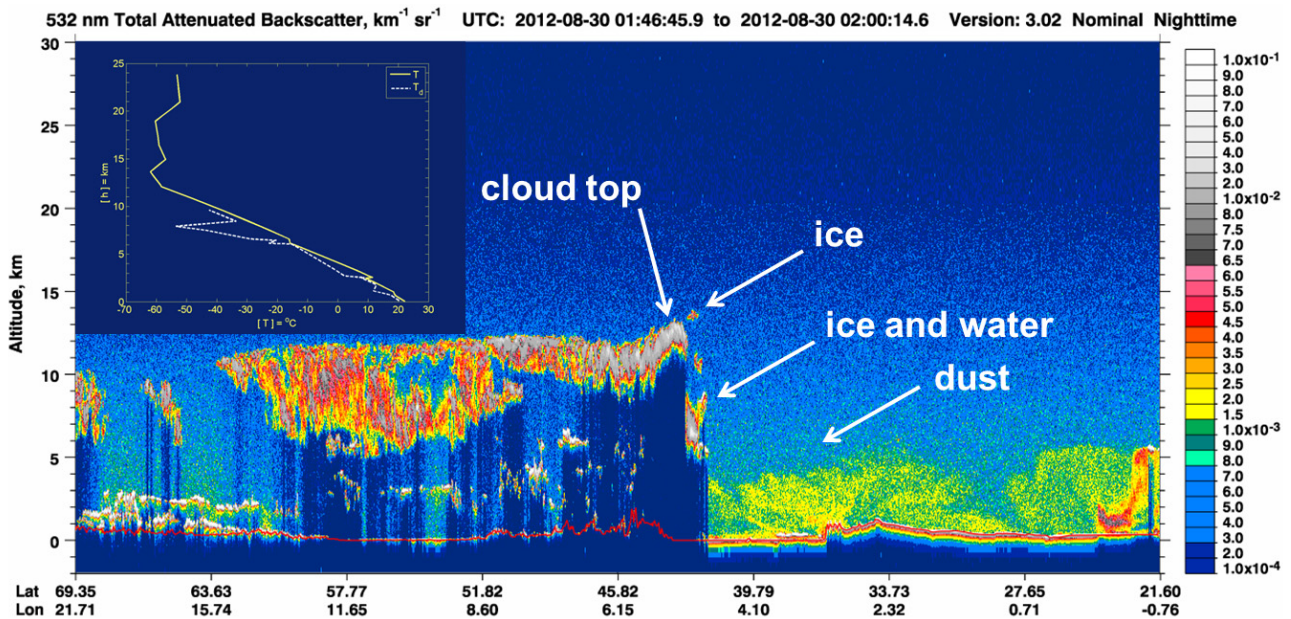 532 nm Total Attenuated Backscatter, km⁻¹ sr⁻¹ UTC: 2012-08-30 01:46:45.9 to 2012-08-30 02:00:14.6 Version: 3.02 Nominal Nighttime
30
25
20
15
10
5
0
Altitude, km
25
20
15
10
5
0
[ h ] = km
T
T_d
-70 -60 -50 -40 -30 -20 -10 0 10 20 30
[ T ] = °C
cloud top
ice
ice and water
dust
1.0x10⁻¹
9.0
8.0
7.0
6.0
5.0
4.0
3.0
2.0
1.0x10⁻²
8.0
7.5
7.0
6.5
6.0
5.5
5.0
4.5
4.0
3.5
3.0
2.5
2.0
1.5
1.0x10⁻³
9.0
8.0
7.0
6.0
5.0
4.0
3.0
2.0
1.0x10⁻⁴
Lat 69.35 63.63 57.77 51.82 45.82 39.79 33.73 27.65 21.60
Lon 21.71 15.74 11.65 8.60 6.15 4.10 2.32 0.71 -0.76